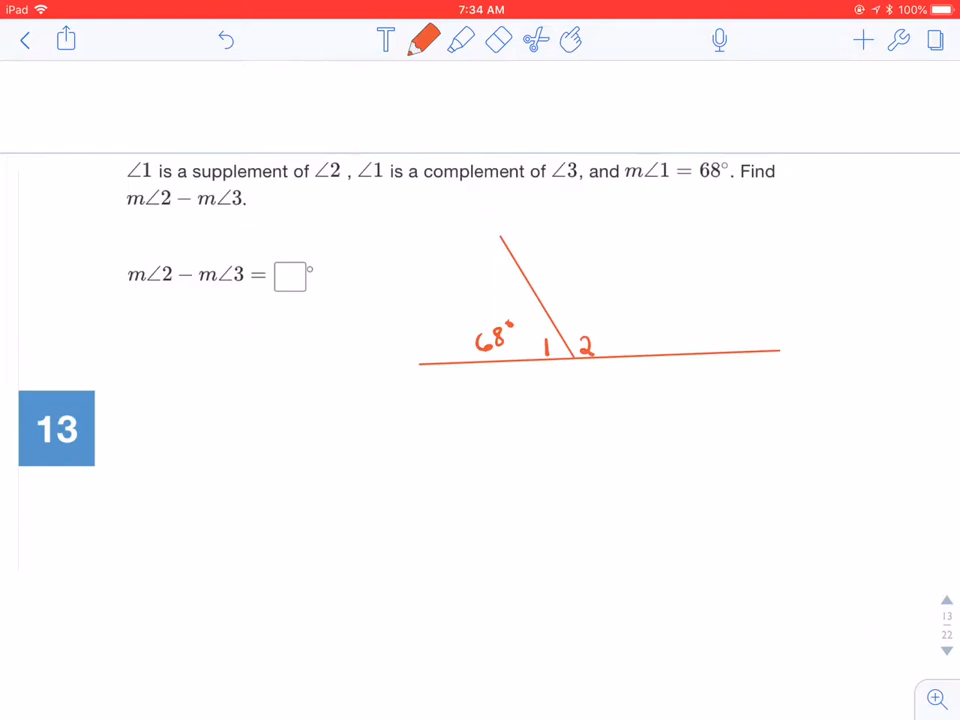 iPad 7:34 AM 100%
T
∠1 is a supplement of ∠2 , ∠1 is a complement of ∠3, and m∠1 = 68°. Find
m∠2 − m∠3.
m∠2 − m∠3 = °
68° 1 2
13
13
22